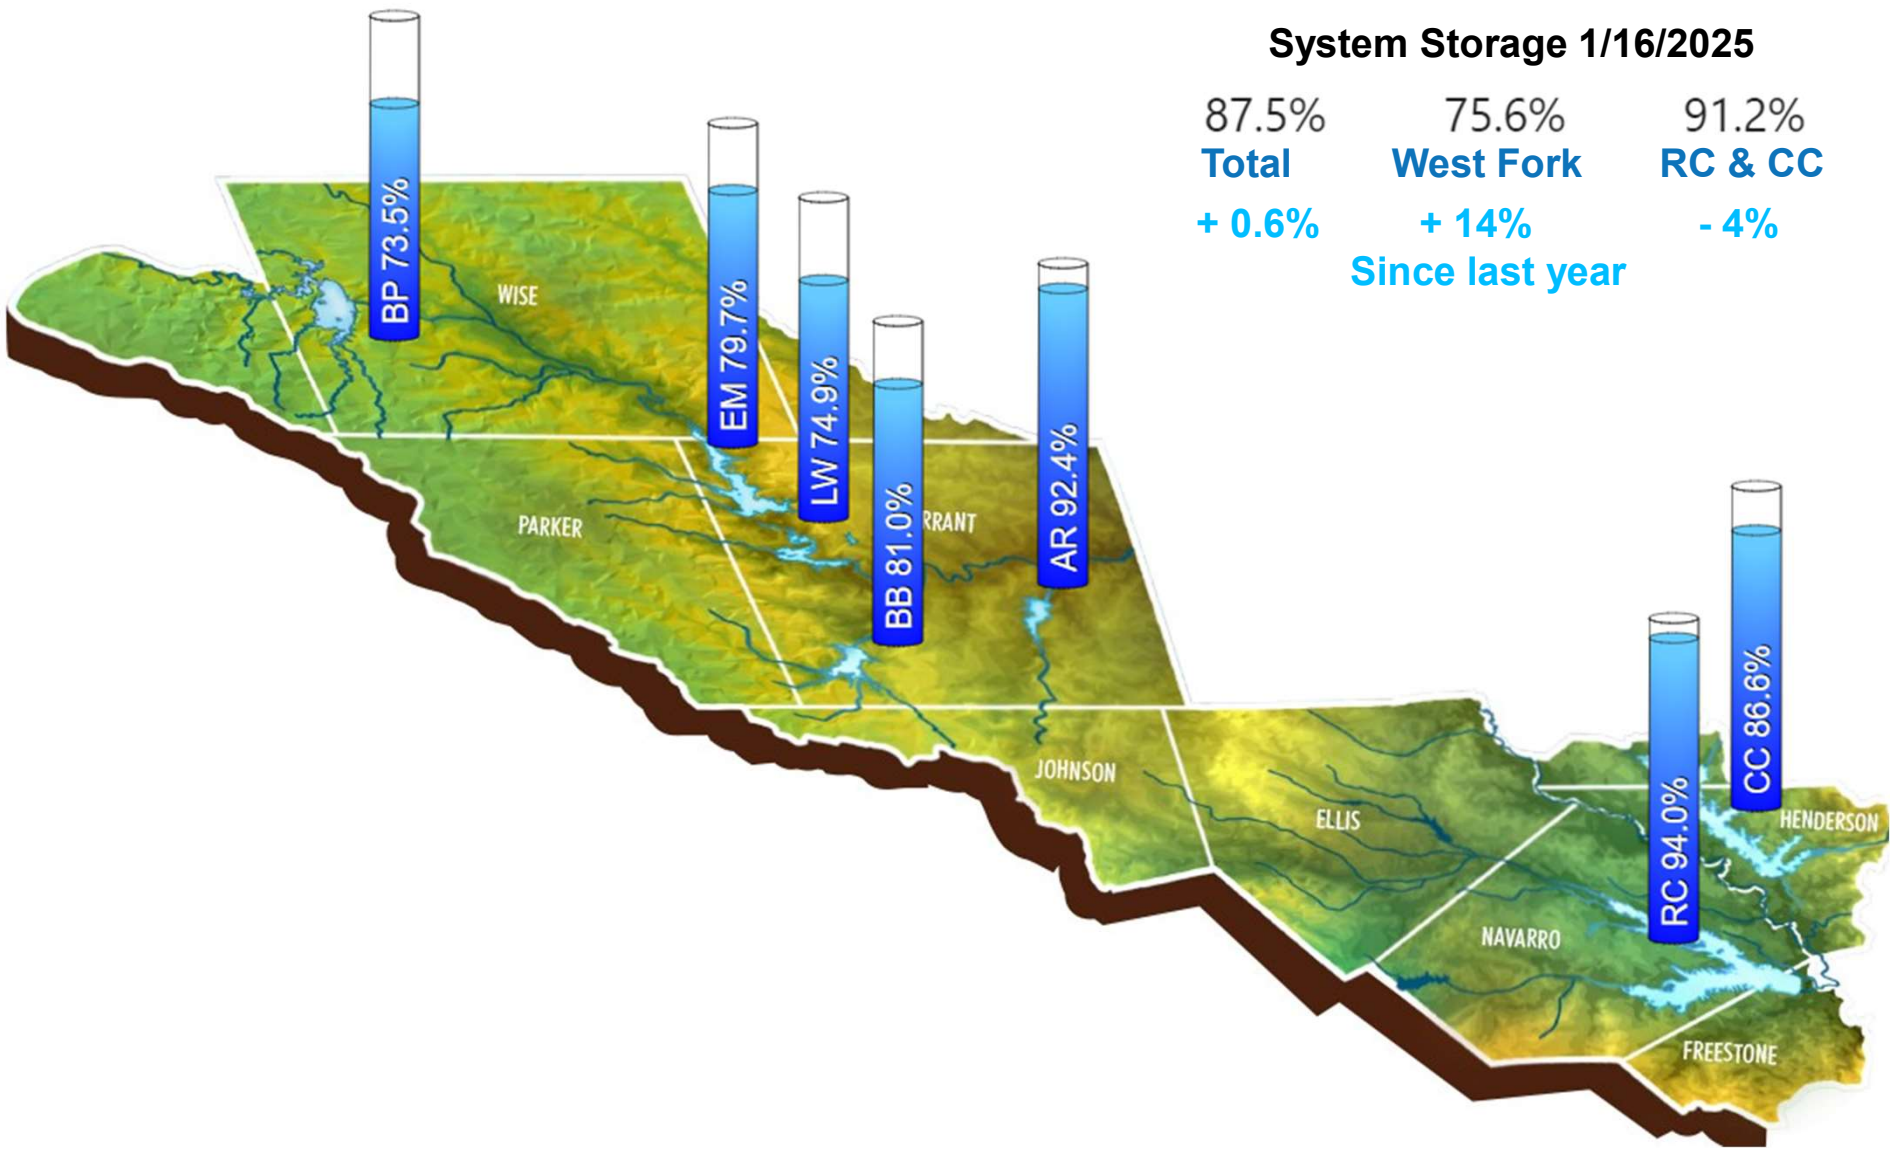 System Storage 1/16/2025
87.5% 75.6% 91.2%
Total West Fork RC & CC
+ 0.6% + 14% - 4%
Since last year
BP 73.5%
WISE
EM 79.7%
LW 74.9%
BB 81.0%
RRANT
AR 92.4%
PARKER
JOHNSON
ELLIS
NAVARRO
RC 94.0%
CC 86.6%
HENDERSON
FREESTONE